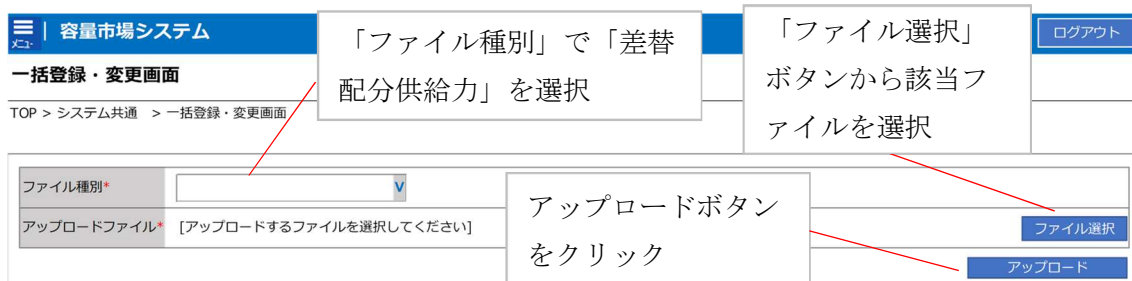 メニュー
容量市場システム
ログアウト
一括登録・変更画面
TOP > システム共通 > 一括登録・変更画面
「ファイル種別」で「差替
配分供給力」を選択
「ファイル選択」
ボタンから該当フ
ァイルを選択
ファイル種別*
V
アップロードファイル* [アップロードするファイルを選択してください]
ファイル選択
アップロードボタン
をクリック
アップロード